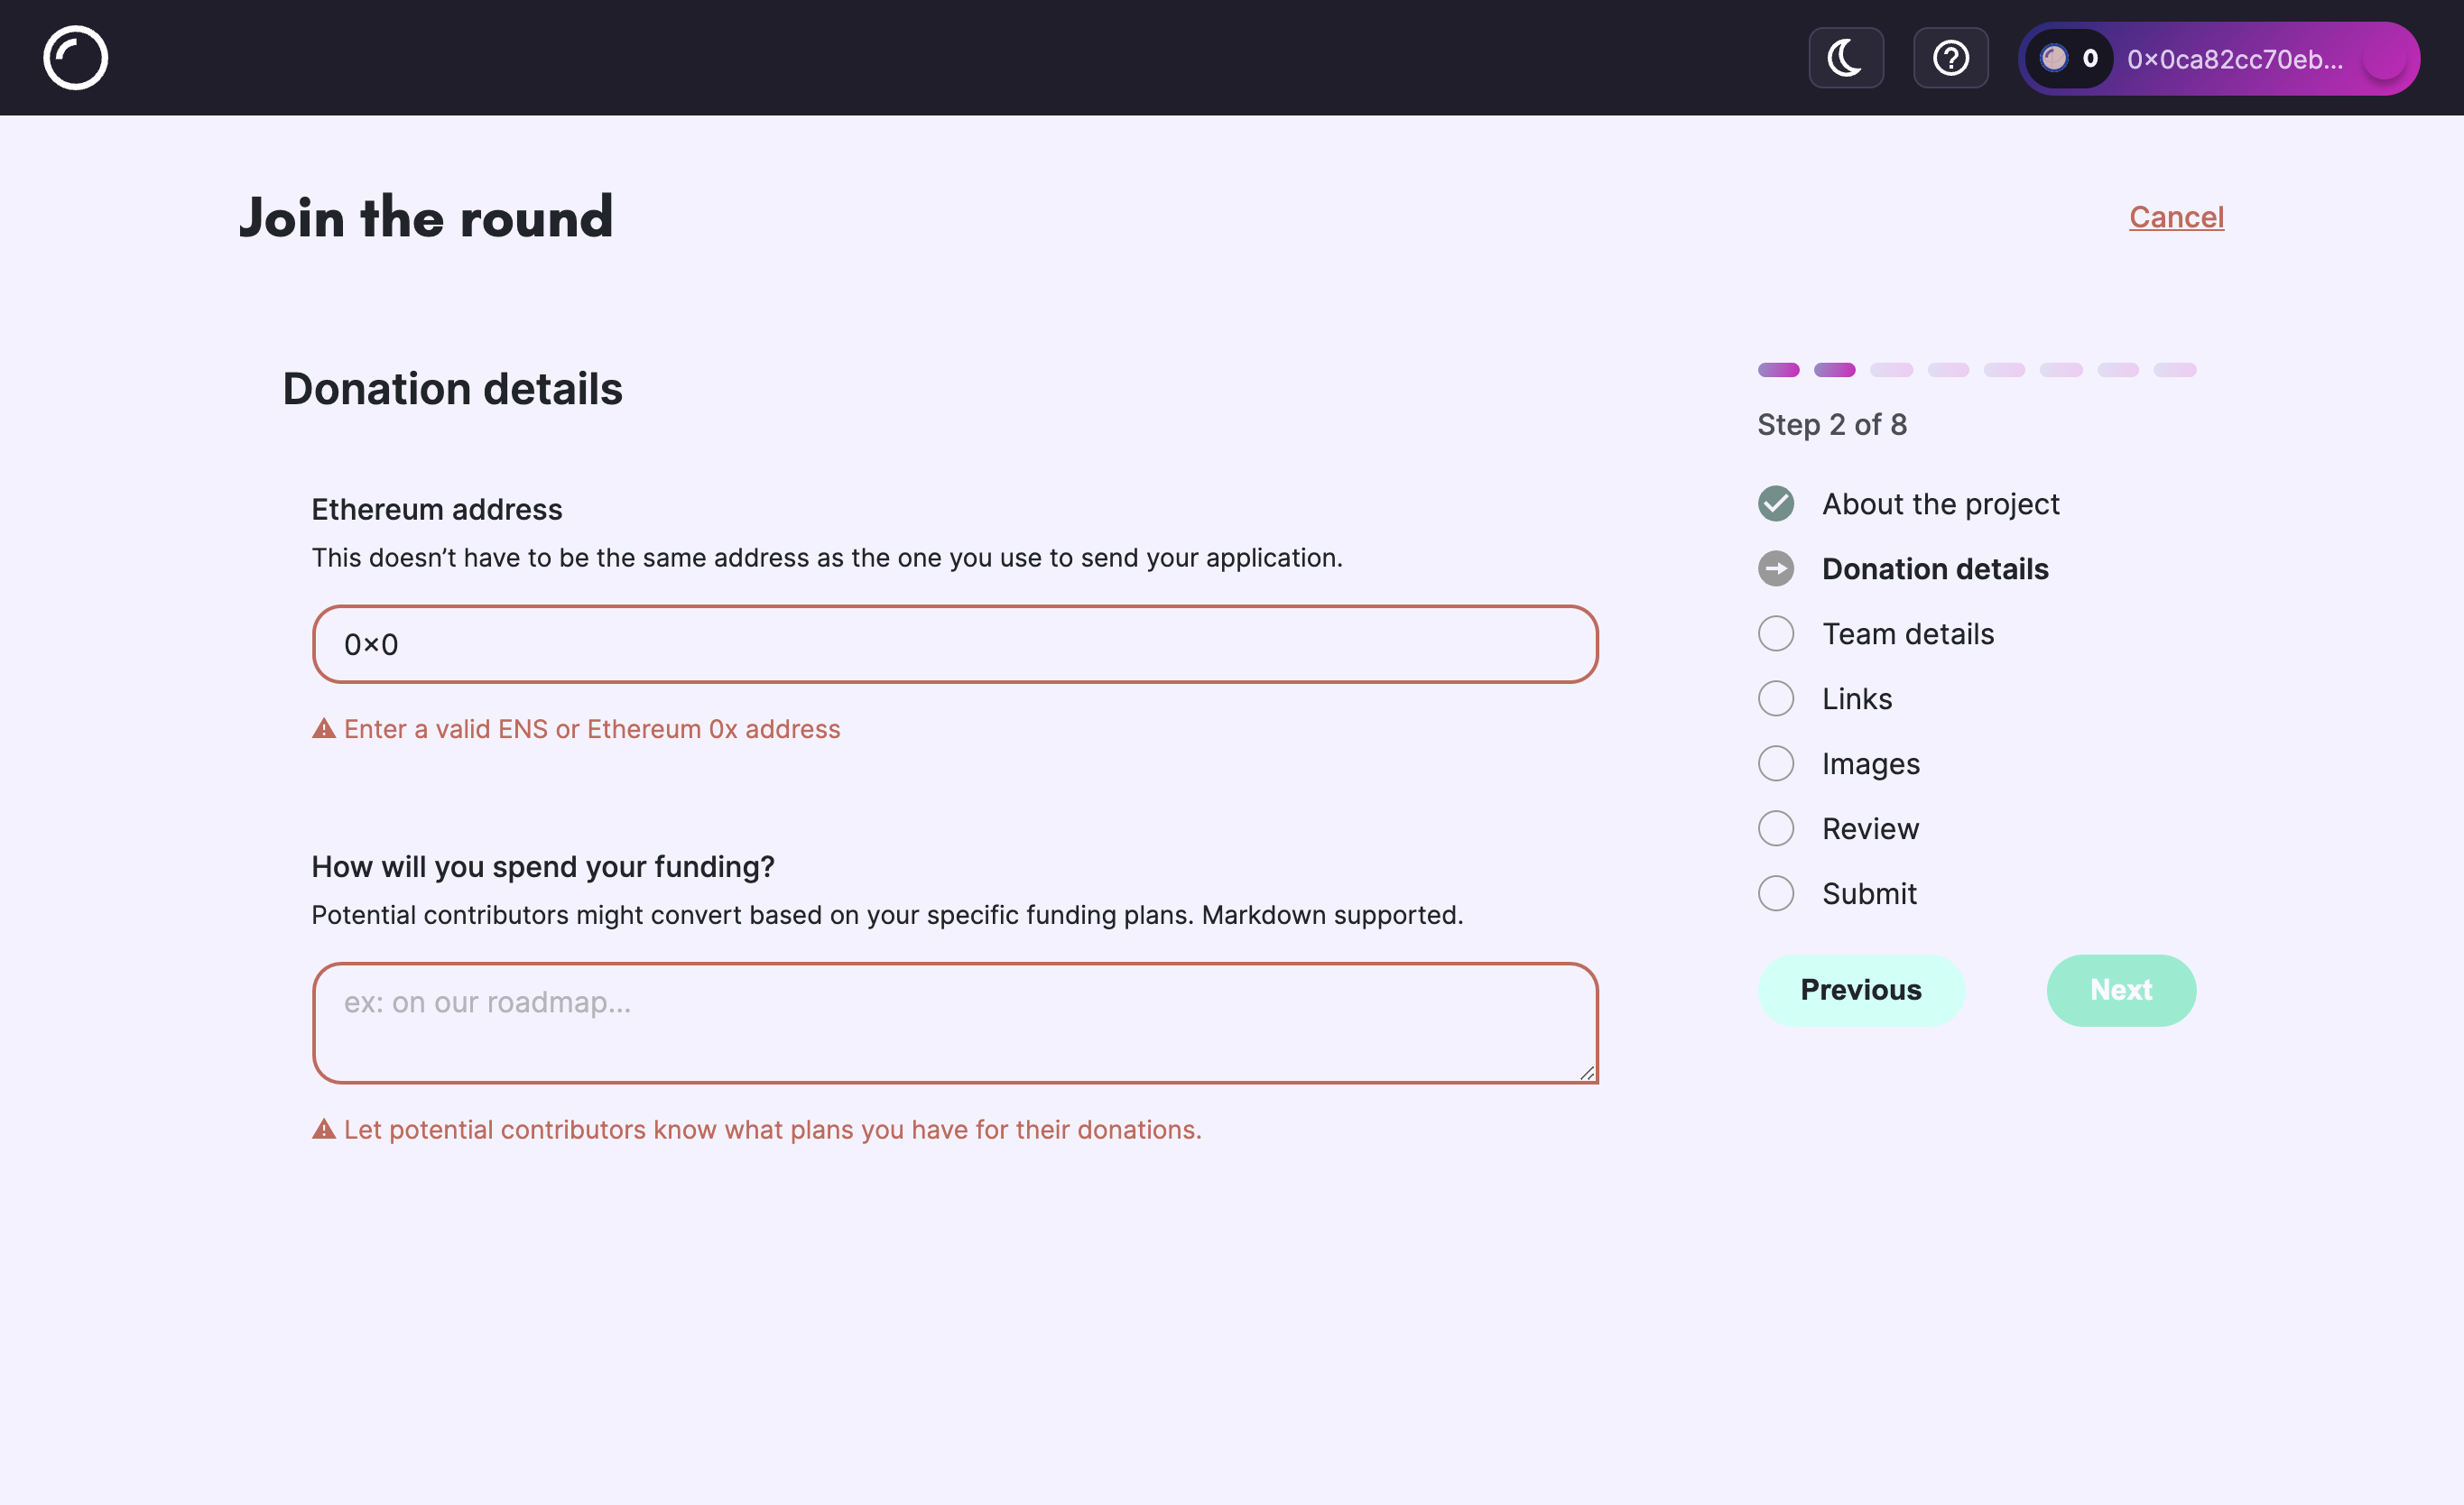 0
0×0ca82cc70eb...
Join the round
Cancel
Donation details
Ethereum address
This doesn’t have to be the same address as the one you use to send your application.
0×0
Enter a valid ENS or Ethereum 0x address
How will you spend your funding?
Potential contributors might convert based on your specific funding plans. Markdown supported.
ex: on our roadmap...
Let potential contributors know what plans you have for their donations.
Step 2 of 8
About the project
Donation details
Team details
Links
Images
Review
Submit
Previous
Next